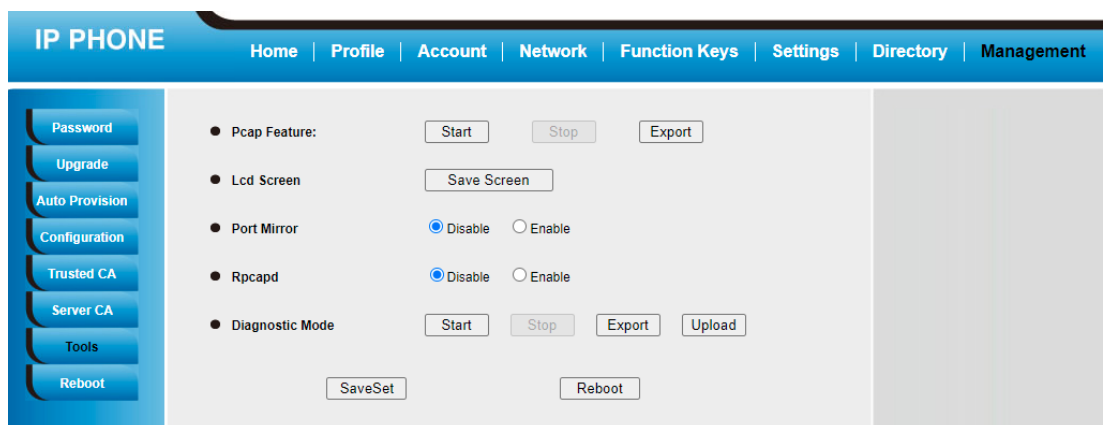 IP PHONE
Home | Profile | Account | Network | Function Keys | Settings | Directory | Management
Password
Upgrade
Auto Provision
Configuration
Trusted CA
Server CA
Tools
Reboot
Pcap Feature: Start Stop Export
Lcd Screen Save Screen
Port Mirror Disable Enable
Rpcapd Disable Enable
Diagnostic Mode Start Stop Export Upload
SaveSet Reboot